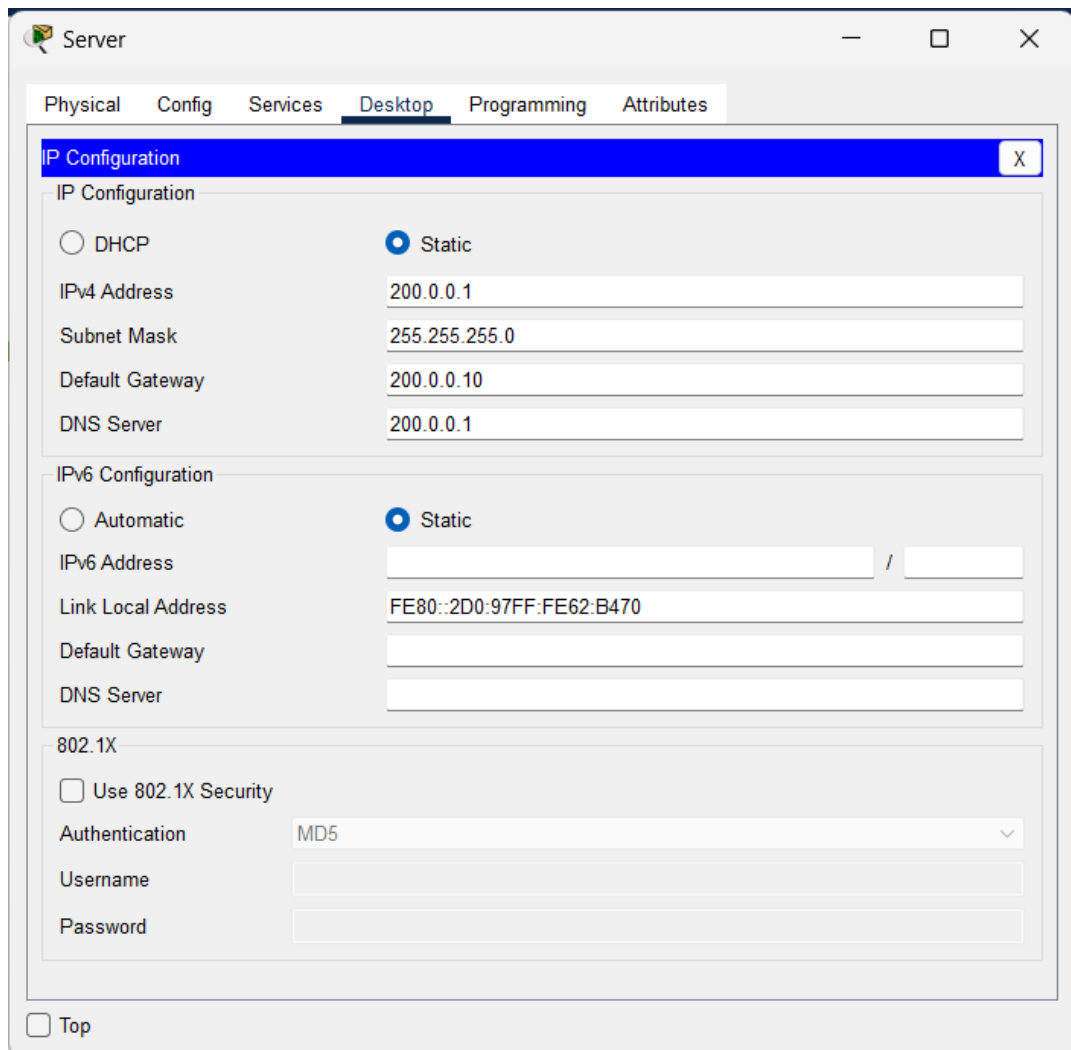 Server
Physical Config Services Desktop Programming Attributes
IP Configuration X
IP Configuration
DHCP Static
IPv4 Address 200.0.0.1
Subnet Mask 255.255.255.0
Default Gateway 200.0.0.10
DNS Server 200.0.0.1
IPv6 Configuration
Automatic Static
IPv6 Address /
Link Local Address FE80::2D0:97FF:FE62:B470
Default Gateway
DNS Server
802.1X
Use 802.1X Security
Authentication MD5
Username
Password
Top